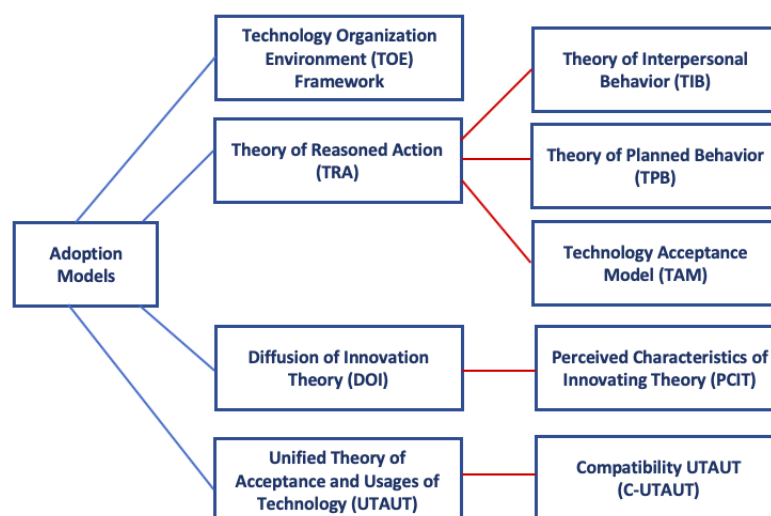 Technology Organization
Environment (TOE)
Framework
Theory of Interpersonal
Behavior (TIB)
Theory of Reasoned Action
(TRA)
Theory of Planned Behavior
(TPB)
Adoption
Models
Technology Acceptance
Model (TAM)
Diffusion of Innovation
Theory (DOI)
Perceived Characteristics of
Innovating Theory (PCIT)
Unified Theory of
Acceptance and Usages of
Technology (UTAUT)
Compatibility UTAUT
(C-UTAUT)